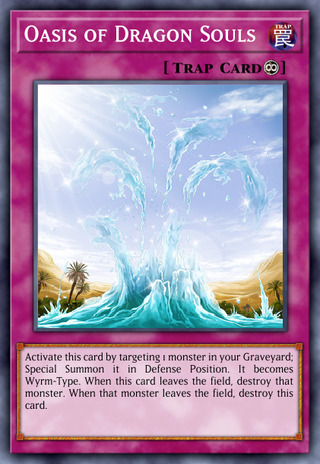 Oasis of Dragon Souls
TRAP
罠
[ Trap Card ]
Activate this card by targeting 1 monster in your Graveyard;
Special Summon it in Defense Position. It becomes
Wyrm-Type. When this card leaves the field, destroy that
monster. When that monster leaves the field, destroy this
card.